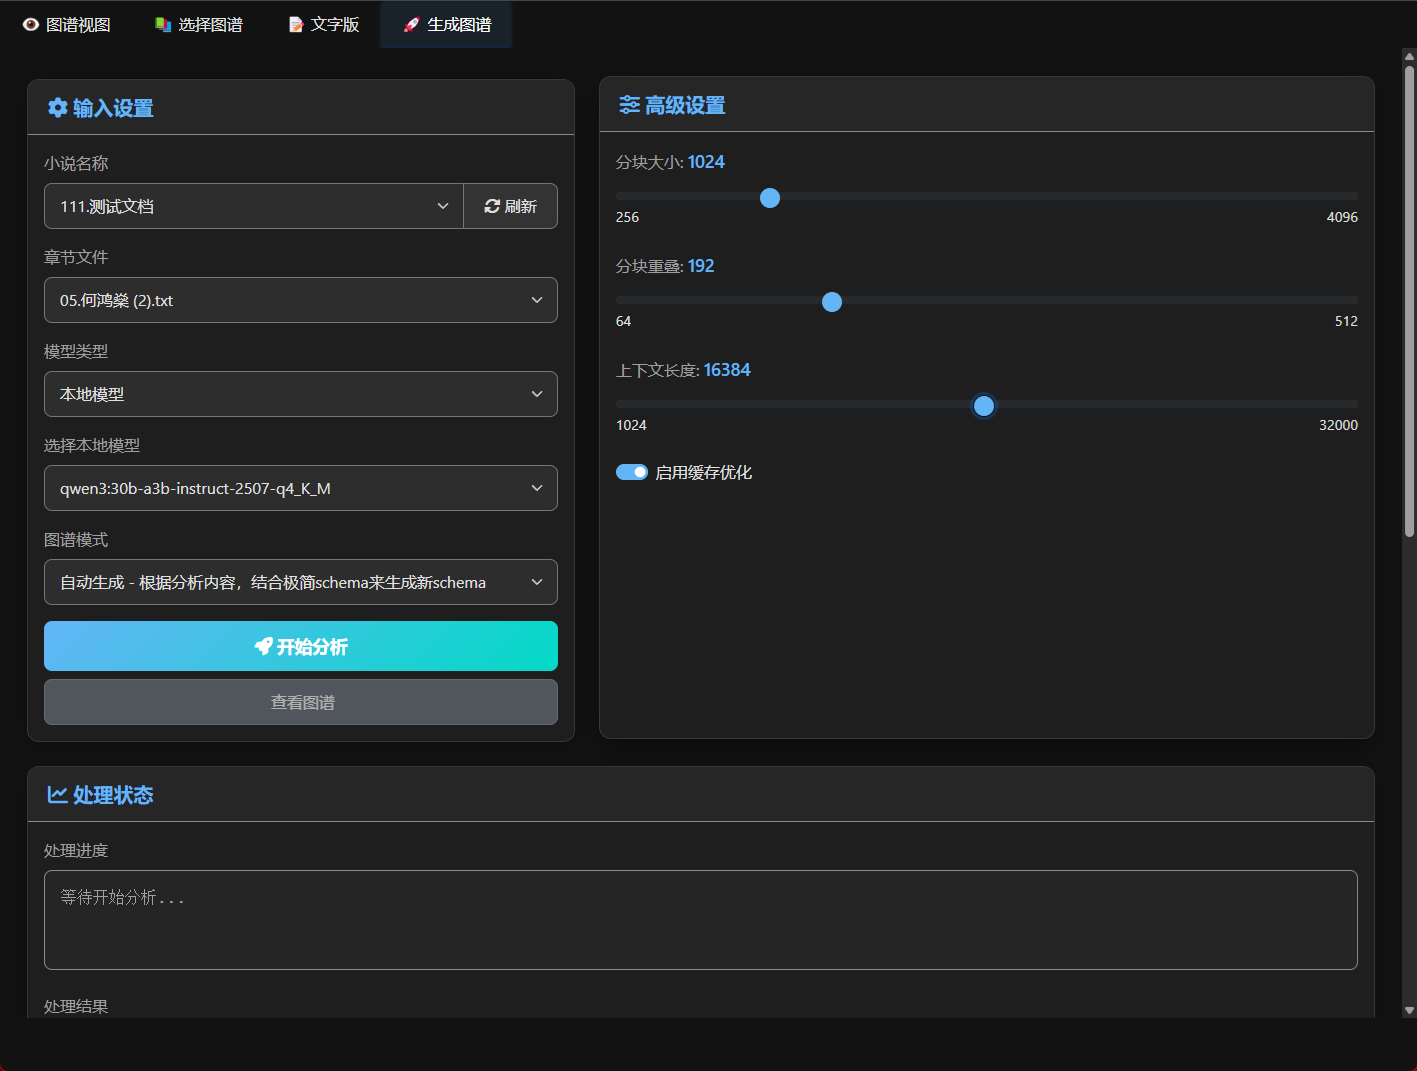 图谱视图
选择图谱
文字版
生成图谱
输入设置
小说名称
111.测试文档
刷新
章节文件
05.何鸿燊 (2).txt
模型类型
本地模型
选择本地模型
qwen3:30b-a3b-instruct-2507-q4_K_M
图谱模式
自动生成 - 根据分析内容，结合极简schema来生成新schema
开始分析
查看图谱
高级设置
分块大小: 1024
256
4096
分块重叠: 192
64
512
上下文长度: 16384
1024
32000
启用缓存优化
处理状态
处理进度
等待开始分析...
处理结果